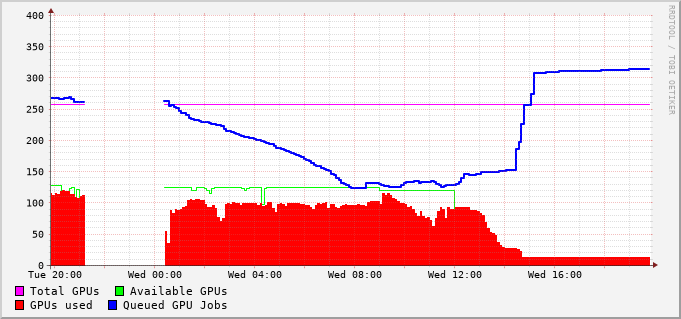 400
350
300
250
200
150
100
50
0
Tue 20:00 Wed 00:00 Wed 04:00 Wed 08:00 Wed 12:00 Wed 16:00
Total GPUs Available GPUs
GPUs used Queued GPU Jobs
RRDTOOL / TOBI OETIKER